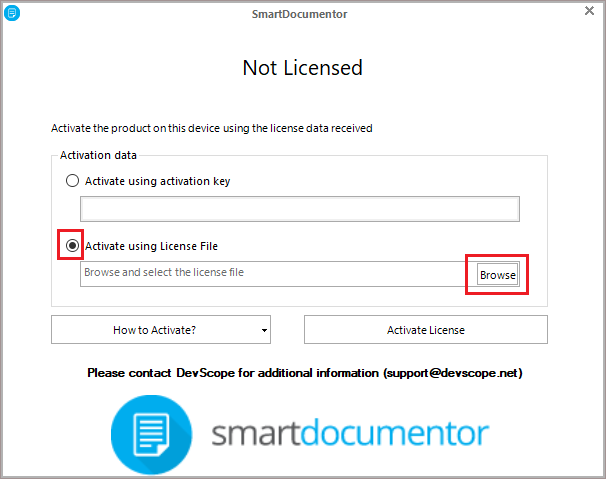 SmartDocumentor
Not Licensed
Activate the product on this device using the license data received
Activation data
Activate using activation key
Activate using License File
Browse and select the license file
Browse
How to Activate?
Activate License
Please contact DevScope for additional information (support@devscope.net)
smartdocumentor